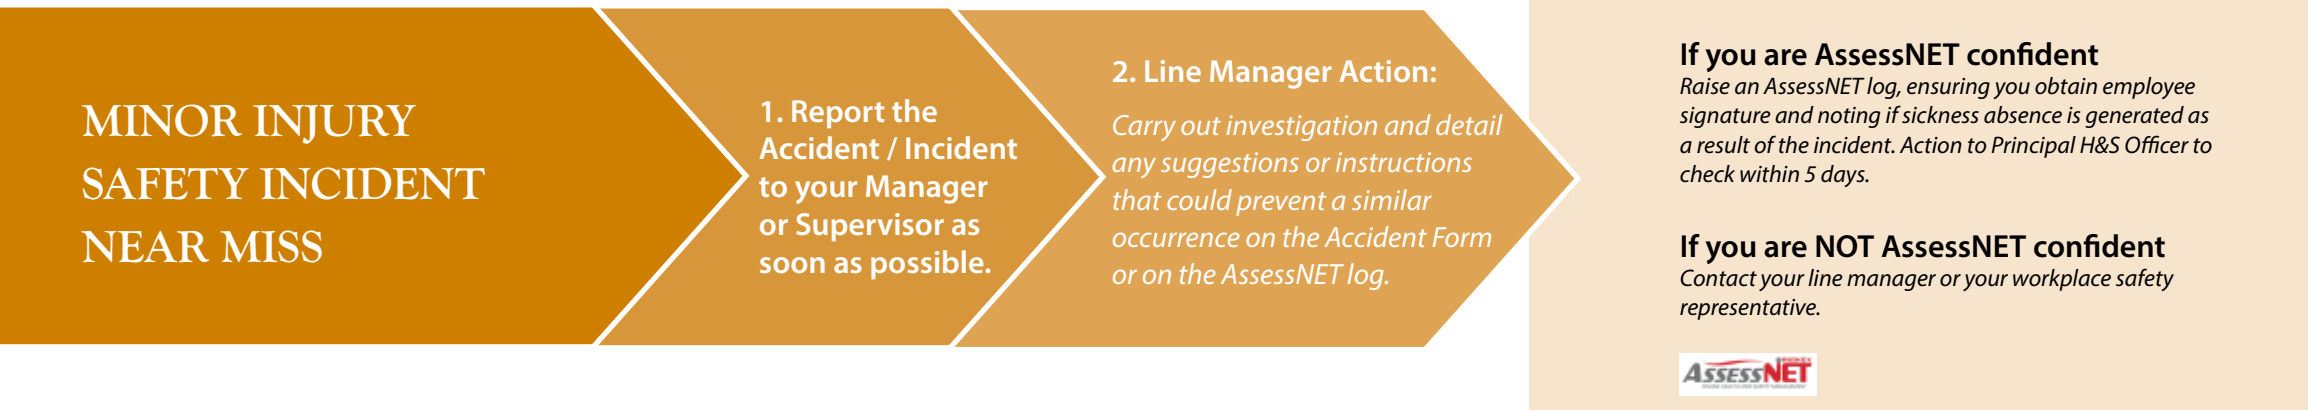 MINOR INJURY
SAFETY INCIDENT
NEAR MISS
1. Report the
Accident / Incident
to your Manager
or Supervisor as
soon as possible.
2. Line Manager Action:
Carry out investigation and detail
any suggestions or instructions
that could prevent a similar
occurrence on the Accident Form
or on the AssessNET log.
If you are AssessNET confident
Raise an AssessNET log, ensuring you obtain employee
signature and noting if sickness absence is generated as
a result of the incident. Action to Principal H&S Officer to
check within 5 days.
If you are NOT AssessNET confident
Contact your line manager or your workplace safety
representative.
ASSESSNET